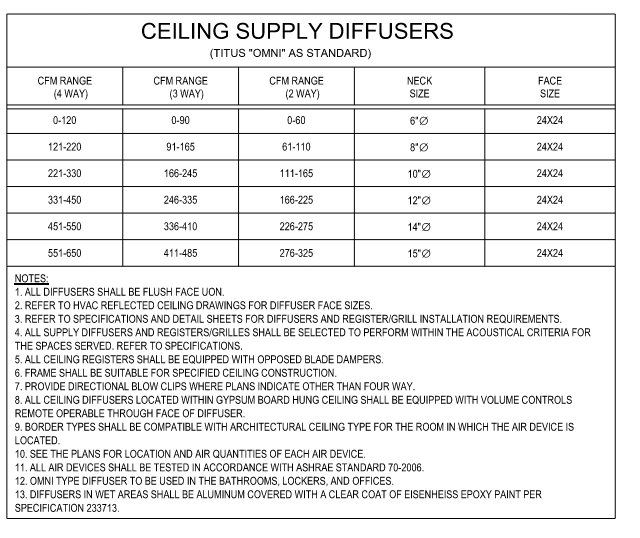 CEILING SUPPLY DIFFUSERS
(TITUS "OMNI" AS STANDARD)
CFM RANGE (4 WAY) CFM RANGE (3 WAY) CFM RANGE (2 WAY) NECK SIZE FACE SIZE
0-120 0-90 0-60 6"∅ 24X24
121-220 91-165 61-110 8"∅ 24X24
221-330 166-245 111-165 10"∅ 24X24
331-450 246-335 166-225 12"∅ 24X24
451-550 336-410 226-275 14"∅ 24X24
551-650 411-485 276-325 15"∅ 24X24
NOTES:
1. ALL DIFFUSERS SHALL BE FLUSH FACE UON.
2. REFER TO HVAC REFLECTED CEILING DRAWINGS FOR DIFFUSER FACE SIZES.
3. REFER TO SPECIFICATIONS AND DETAIL SHEETS FOR DIFFUSERS AND REGISTER/GRILL INSTALLATION REQUIREMENTS.
4. ALL SUPPLY DIFFUSERS AND REGISTERS/GRILLES SHALL BE SELECTED TO PERFORM WITHIN THE ACOUSTICAL CRITERIA FOR
THE SPACES SERVED. REFER TO SPECIFICATIONS.
5. ALL CEILING REGISTERS SHALL BE EQUIPPED WITH OPPOSED BLADE DAMPERS.
6. FRAME SHALL BE SUITABLE FOR SPECIFIED CEILING CONSTRUCTION.
7. PROVIDE DIRECTIONAL BLOW CLIPS WHERE PLANS INDICATE OTHER THAN FOUR WAY.
8. ALL CEILING DIFFUSERS LOCATED WITHIN GYPSUM BOARD HUNG CEILING SHALL BE EQUIPPED WITH VOLUME CONTROLS
REMOTE OPERABLE THROUGH FACE OF DIFFUSER.
9. BORDER TYPES SHALL BE COMPATIBLE WITH ARCHITECTURAL CEILING TYPE FOR THE ROOM IN WHICH THE AIR DEVICE IS
LOCATED.
10. SEE THE PLANS FOR LOCATION AND AIR QUANTITIES OF EACH AIR DEVICE.
11. ALL AIR DEVICES SHALL BE TESTED IN ACCORDANCE WITH ASHRAE STANDARD 70-2006.
12. OMNI TYPE DIFFUSER TO BE USED IN THE BATHROOMS, LOCKERS, AND OFFICES.
13. DIFFUSERS IN WET AREAS SHALL BE ALUMINUM COVERED WITH A CLEAR COAT OF EISENHEISS EPOXY PAINT PER
SPECIFICATION 233713.